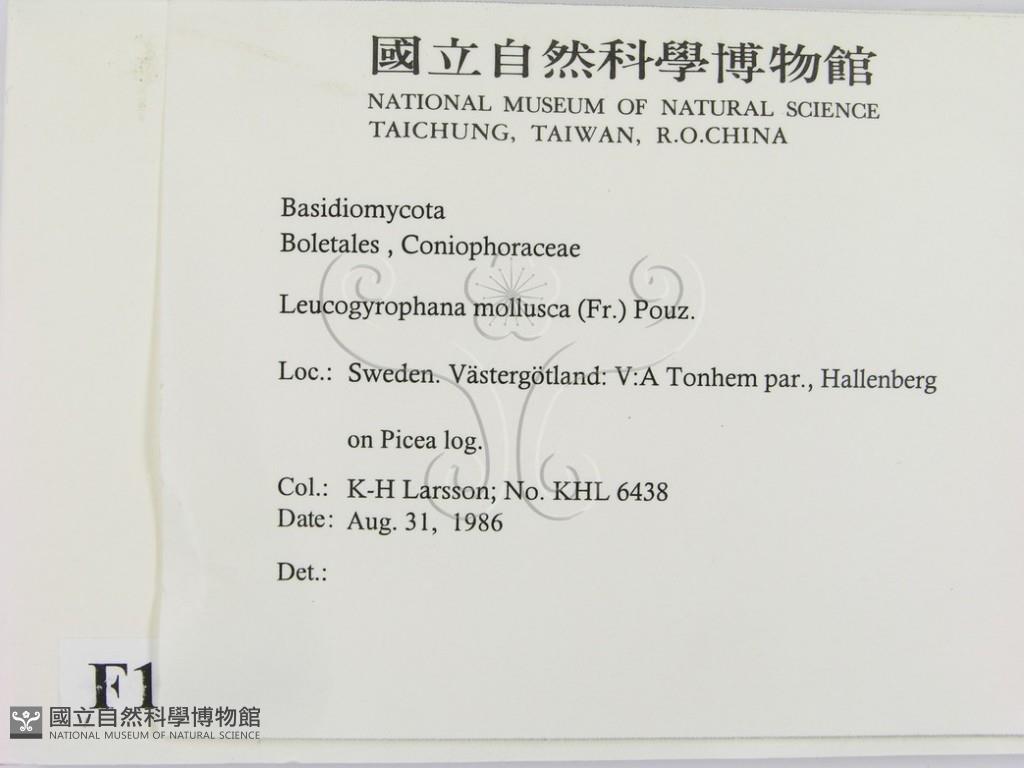 國立自然科學博物館
NATIONAL MUSEUM OF NATURAL SCIENCE
TAICHUNG, TAIWAN, R.O.CHINA
Basidiomycota
Boletales , Coniophoraceae
Leucogyrophana mollusca (Fr.) Pouz.
Loc.: Sweden. Västergötland: V:A Tonhem par., Hallenberg
on Picea log.
Col.: K-H Larsson; No. KHL 6438
Date: Aug. 31, 1986
Det.:
F1
國立自然科學博物館
NATIONAL MUSEUM OF NATURAL SCIENCE